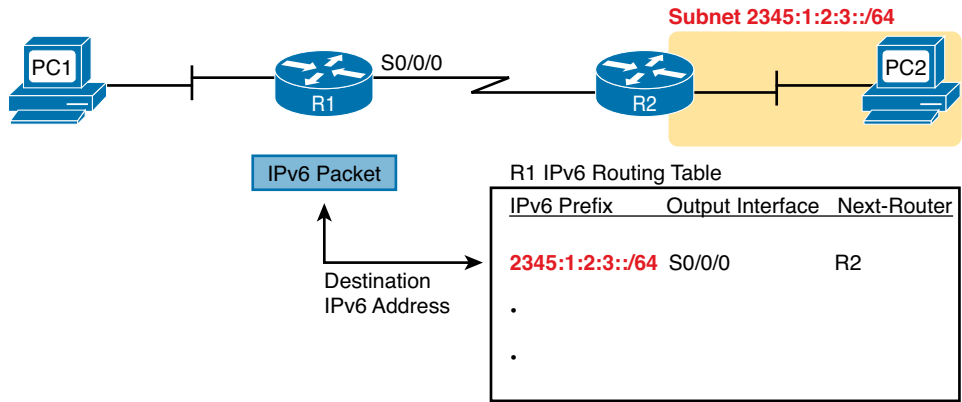 Subnet 2345:1:2:3::/64
PC1
S0/0/0
R1
R2
PC2
IPv6 Packet
Destination
IPv6 Address
R1 IPv6 Routing Table
IPv6 Prefix Output Interface Next-Router
2345:1:2:3::/64 S0/0/0 R2
.
.